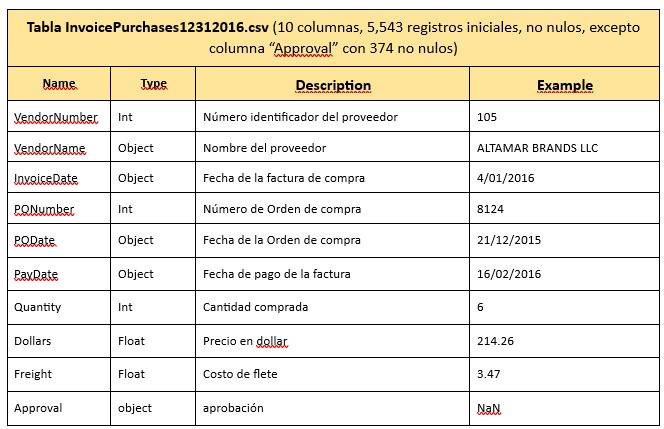 Tabla InvoicePurchases12312016.csv (10 columnas, 5,543 registros iniciales, no nulos, excepto
columna “Approval” con 374 no nulos)
Name Type Description Example
VendorNumber Int Número identificador del proveedor 105
VendorName Object Nombre del proveedor ALTAMAR BRANDS LLC
InvoiceDate Object Fecha de la factura de compra 4/01/2016
PONumber Int Número de Orden de compra 8124
PODate Object Fecha de la Orden de compra 21/12/2015
PayDate Object Fecha de pago de la factura 16/02/2016
Quantity Int Cantidad comprada 6
Dollars Float Precio en dollar 214.26
Freight Float Costo de flete 3.47
Approval object aprobación NaN